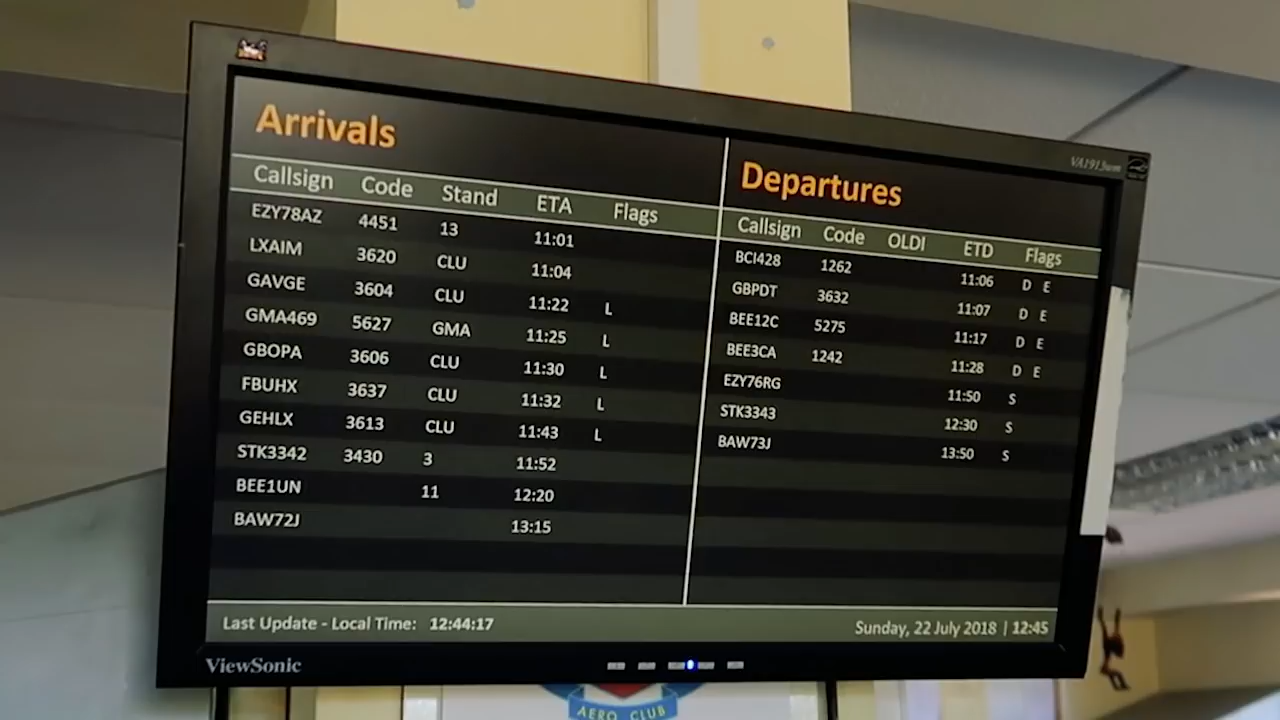 VA1913wm
Arrivals
Callsign Code Stand ETA Flags
EZY78AZ 4451 13 11:01
LXAIM 3620 CLU 11:04
GAVGE 3604 CLU 11:22 L
GMA469 5627 GMA 11:25 L
GBOPA 3606 CLU 11:30 L
FBUHX 3637 CLU 11:32 L
GEHLX 3613 CLU 11:43 L
STK3342 3430 3 11:52
BEE1UN 11 12:20
BAW72J 13:15
Departures
Callsign Code OLDI ETD Flags
BCI428 1262 11:06 D E
GBPDT 3632 11:07 D E
BEE12C 5275 11:17 D E
BEE3CA 1242 11:28 D E
EZY76RG 11:50 S
STK3343 12:30 S
BAW73J 13:50 S
Last Update - Local Time: 12:44:17
Sunday, 22 July 2018 | 12:45
ViewSonic
AERO CLUB